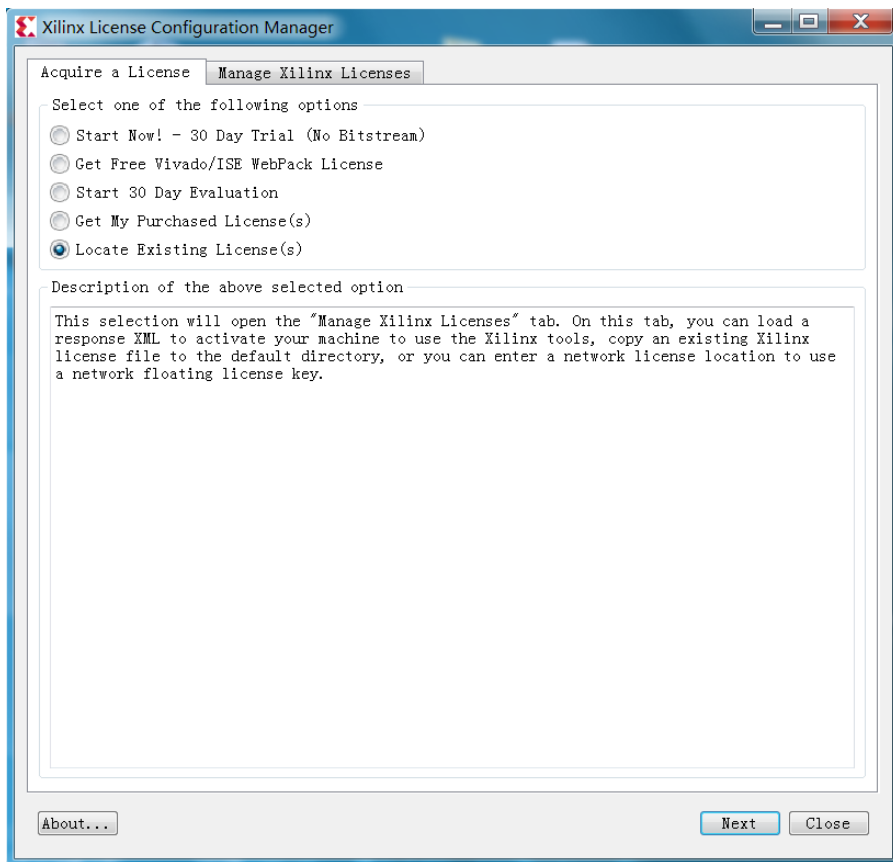 Xilinx License Configuration Manager
Acquire a License
Manage Xilinx Licenses
Select one of the following options
Start Now! - 30 Day Trial (No Bitstream)
Get Free Vivado/ISE WebPack License
Start 30 Day Evaluation
Get My Purchased License(s)
Locate Existing License(s)
Description of the above selected option
This selection will open the "Manage Xilinx Licenses" tab. On this tab, you can load a
response XML to activate your machine to use the Xilinx tools, copy an existing Xilinx
license file to the default directory, or you can enter a network license location to use
a network floating license key.
About...
Next
Close